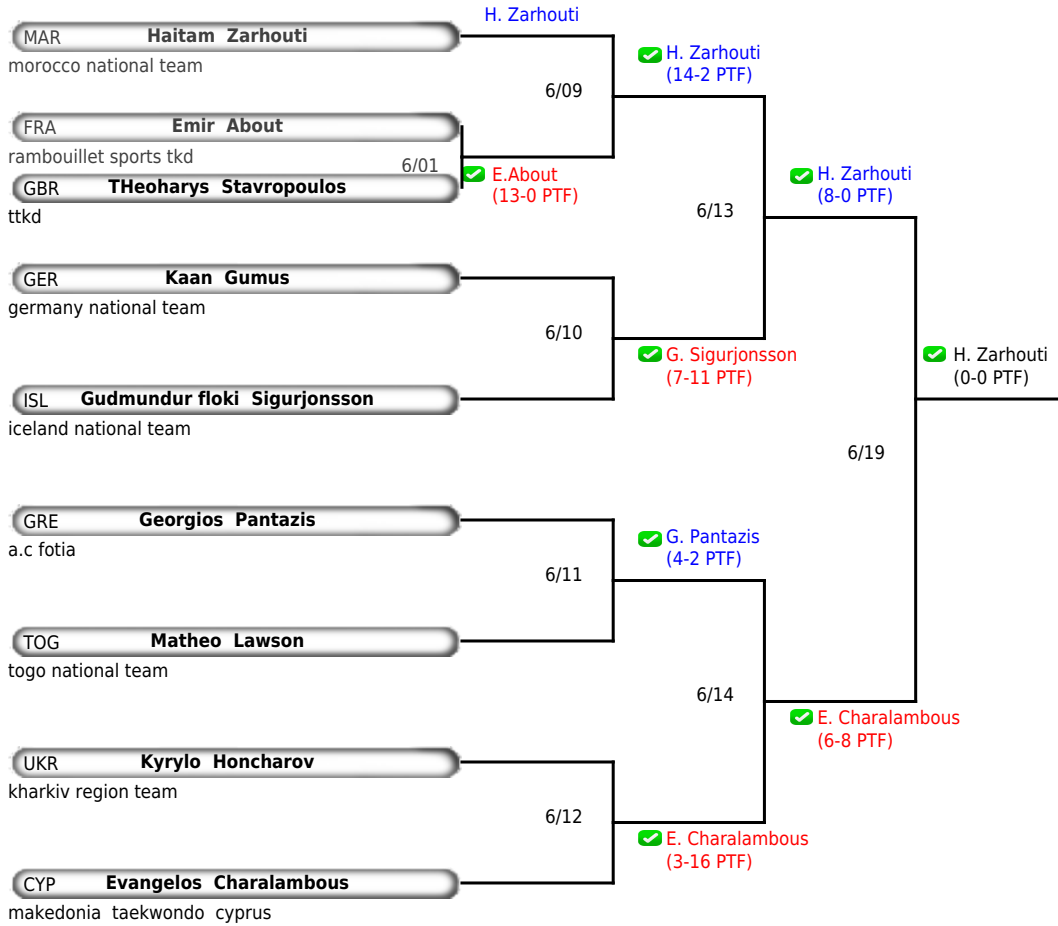 H. Zarhouti
MAR Haitam Zarhouti
morocco national team
H. Zarhouti
(14-2 PTF)
6/09
FRA Emir About
rambouillet sports tkd
6/01
E.About
(13-0 PTF)
GBR THeoharys Stavropoulos
ttkd
H. Zarhouti
(8-0 PTF)
6/13
GER Kaan Gumus
germany national team
6/10
G. Sigurjonsson
(7-11 PTF)
H. Zarhouti
(0-0 PTF)
ISL Gudmundur floki Sigurjonsson
iceland national team
6/19
GRE Georgios Pantazis
a.c fotia
G. Pantazis
(4-2 PTF)
6/11
TOG Matheo Lawson
togo national team
6/14
E. Charalambous
(6-8 PTF)
UKR Kyrylo Honcharov
kharkiv region team
6/12
E. Charalambous
(3-16 PTF)
CYP Evangelos Charalambous
makedonia taekwondo cyprus